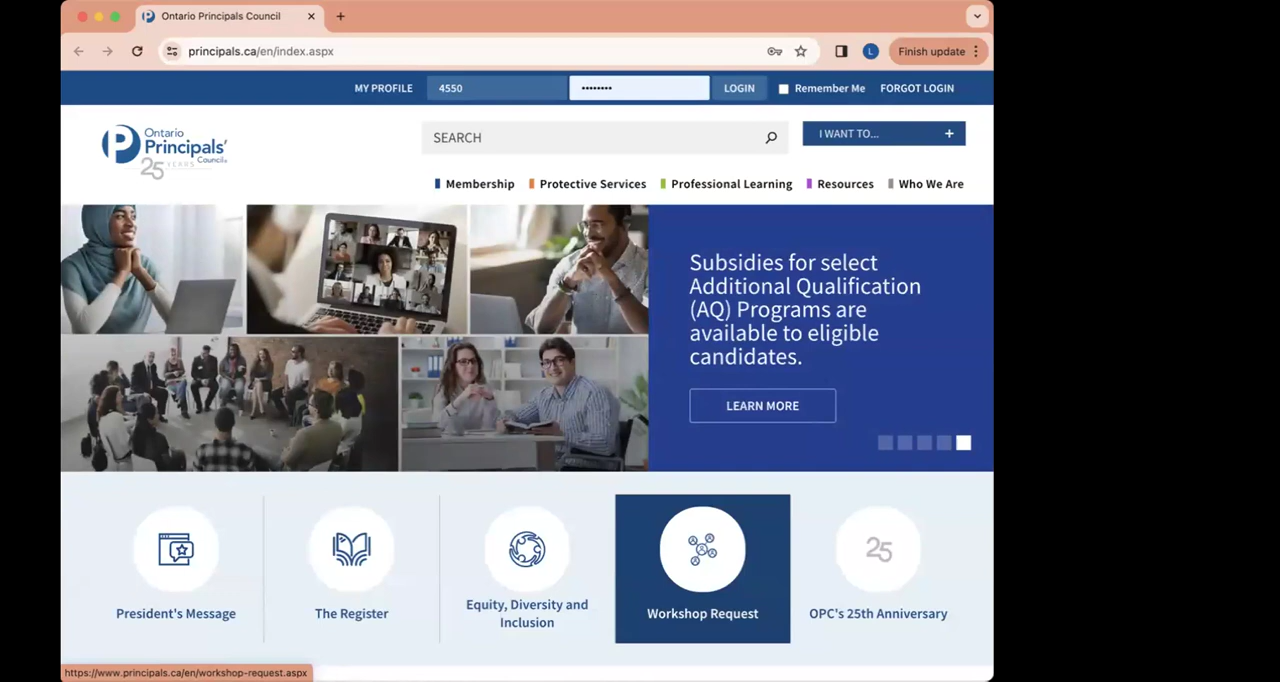 Ontario Principals Council
principals.ca/en/index.aspx
L
Finish update
MY PROFILE
4550
••••••••
LOGIN
Remember Me
FORGOT LOGIN
Ontario
Principals'
Council®
25 YEARS
SEARCH
I WANT TO...
+
Membership
Protective Services
Professional Learning
Resources
Who We Are
Subsidies for select
Additional Qualification
(AQ) Programs are
available to eligible
candidates.
LEARN MORE
President's Message
The Register
Equity, Diversity and
Inclusion
Workshop Request
25
OPC's 25th Anniversary
https://www.principals.ca/en/workshop-request.aspx